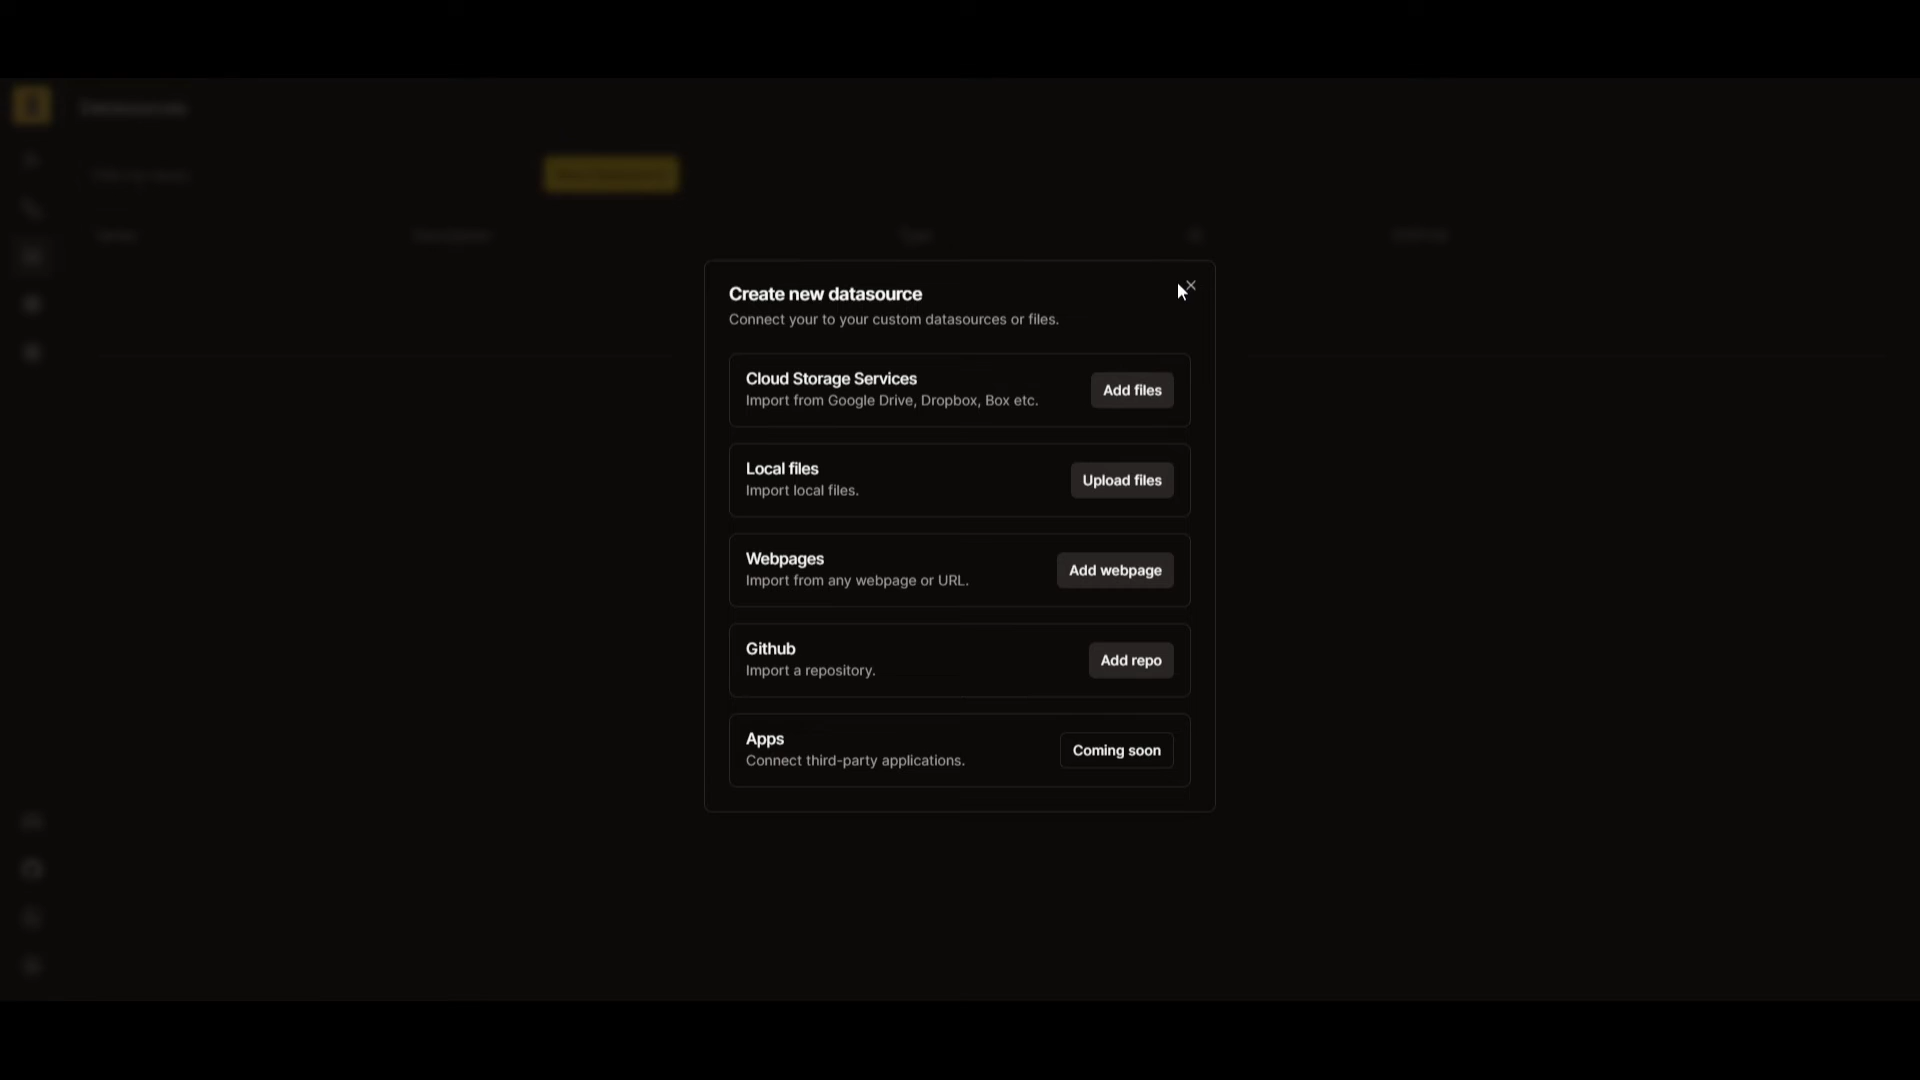 Datasources
Create new datasource
Connect your to your custom datasources or files.
Cloud Storage Services
Import from Google Drive, Dropbox, Box etc.
Add files
Local files
Import local files.
Upload files
Webpages
Import from any webpage or URL.
Add webpage
Github
Import a repository.
Add repo
Apps
Connect third-party applications.
Coming soon